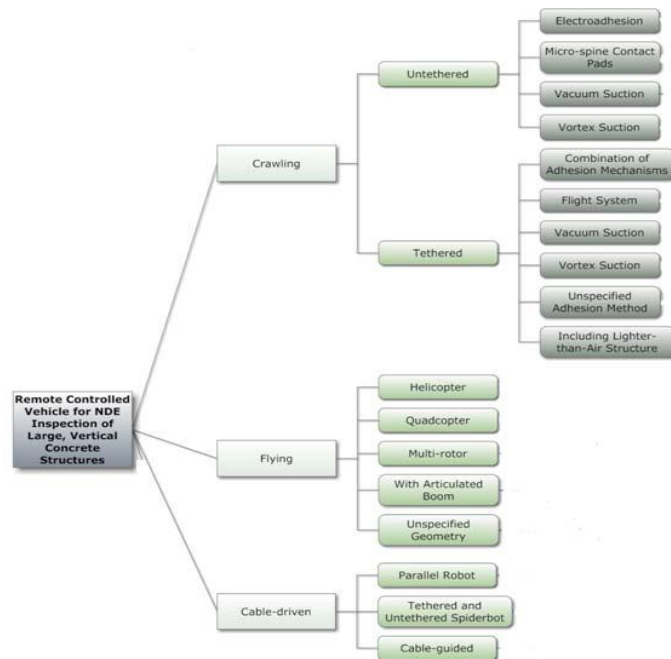 Remote Controlled
Vehicle for NDE
Inspection of
Large, Vertical
Concrete
Structures
Crawling
Untethered
Electroadhesion
Micro-spine Contact
Pads
Vacuum Suction
Vortex Suction
Tethered
Combination of
Adhesion Mechanisms
Flight System
Vacuum Suction
Vortex Suction
Unspecified
Adhesion Method
Including Lighter-
than-Air Structure
Flying
Helicopter
Quadcopter
Multi-rotor
With Articulated
Boom
Unspecified
Geometry
Cable-driven
Parallel Robot
Tethered and
Untethered Spiderbot
Cable-guided